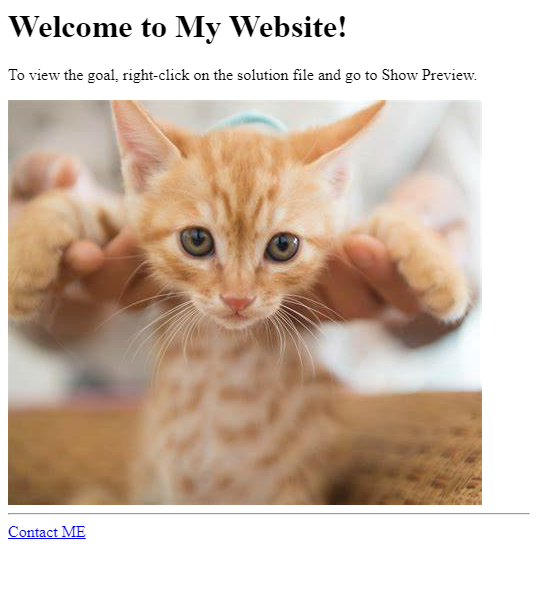 Welcome to My Website!
To view the goal, right-click on the solution file and go to Show Preview.
Contact ME